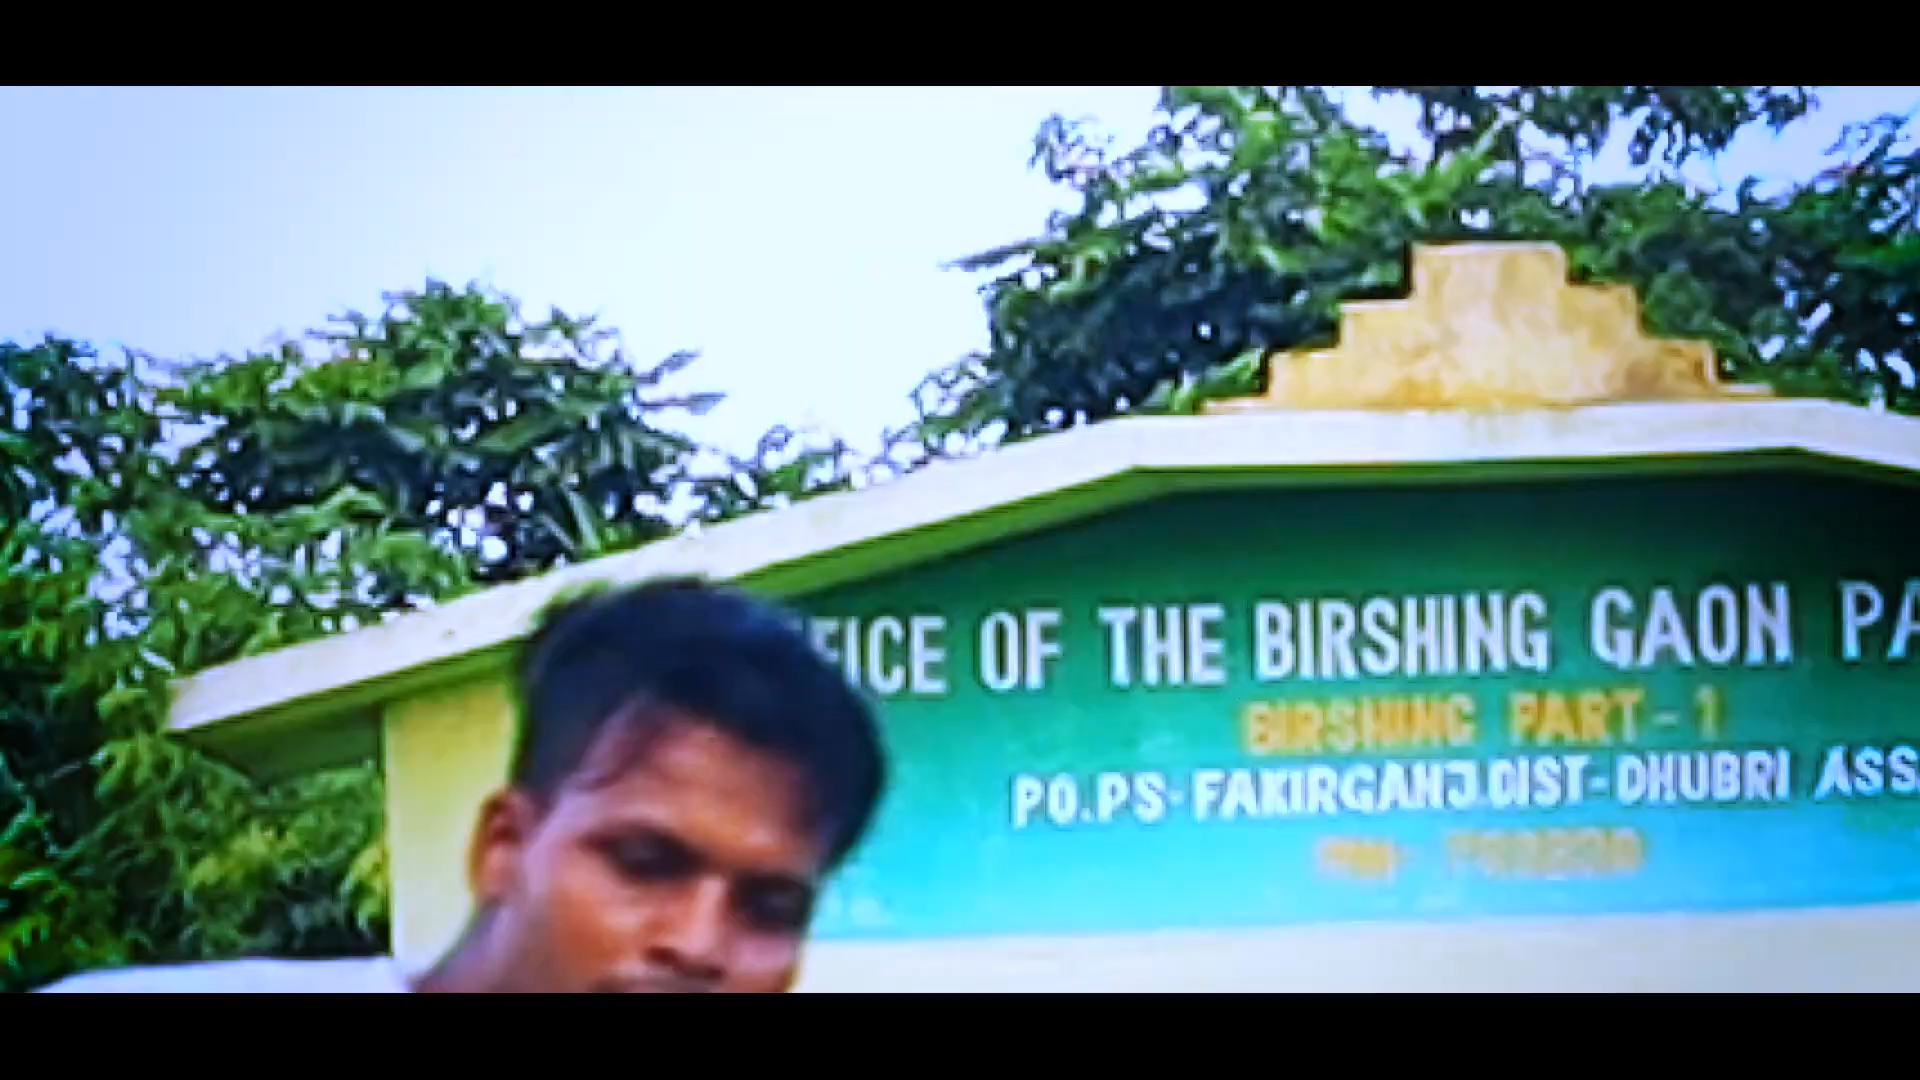 FICE OF THE BIRSHING GAON PA
BIRSHING PART - 1
PO.PS-FAKIRGANJ.DIST-DHUBRI ASS